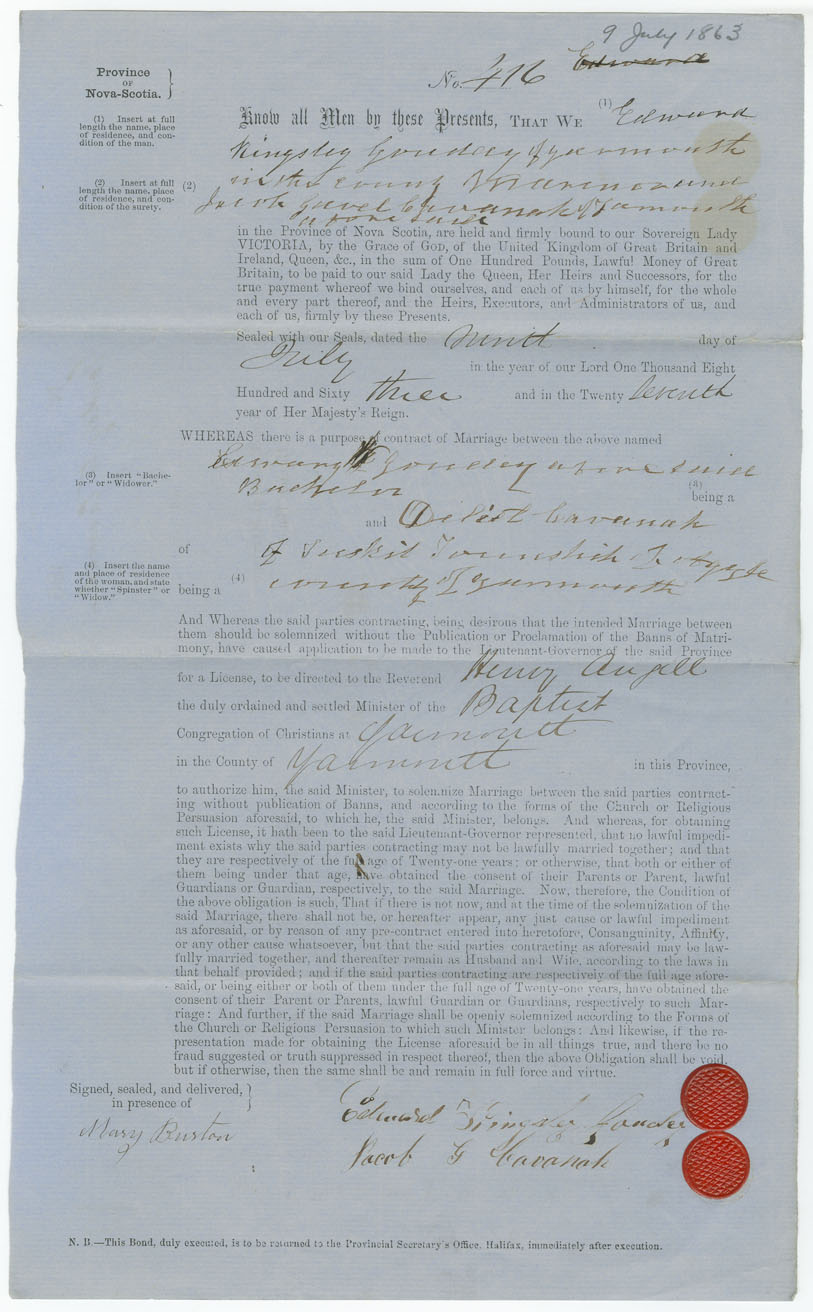 9 July 1863
Edward
No. 416
Province
OF
Nova-Scotia.
(1) Insert at full
length the name, place
of residence, and con-
dition of the man.
Know all Men by these Presents, THAT WE (1) Edward
Kingsley Goudey of Yarmouth
(2) Insert at full
length the name, place
of residence, and con-
dition of the surety.
(2)
in the county Mariner and
Jacob Gavel Cavanah of Yarmouth
above said
in the Province of Nova Scotia, are held and firmly bound to our Sovereign Lady
VICTORIA, by the Grace of GOD, of the United Kingdom of Great Britain and
Ireland, Queen, &c., in the sum of One Hundred Pounds, Lawful Money of Great
Britain, to be paid to our said Lady the Queen, Her Heirs and Successors, for the
true payment whereof we bind ourselves, and each of us by himself, for the whole
and every part thereof, and the Heirs, Executors, and Administrators of us, and
each of us, firmly by these Presents.
Sealed with our Seals, dated the Ninth day of
July in the year of our Lord One Thousand Eight
Hundred and Sixty three and in the Twenty Seventh
year of Her Majesty's Reign.
WHEREAS there is a purpose of contract of Marriage between the above named
Edward K Goudey above said
(3) Insert "Bache-
lor" or "Widower."
Bachelor (3) being a
and Cavanah
of of Tusket Township of Argyle
(4) Insert the name
and place of residence
of the woman, and state
whether "Spinster" or
"Widow."
being a (4) county of Yarmouth
And Whereas the said parties contracting, being desirous that the intended Marriage between
them should be solemnized without the Publication or Proclamation of the Banns of Matri-
mony, have caused application to be made to the Lieutenant-Governor of the said Province
for a License, to be directed to the Reverend Henry Angell
the duly ordained and settled Minister of the Baptist
Congregation of Christians at Yarmouth
in the County of Yarmouth in this Province,
to authorize him, the said Minister, to solemnize Marriage between the said parties contract-
ing without publication of Banns, and according to the forms of the Church or Religious
Persuasion aforesaid, to which he, the said Minister, belongs. And whereas, for obtaining
such License, it hath been to the said Lieutenant-Governor represented, that no lawful impedi-
ment exists why the said parties contracting may not be lawfully married together; and that
they are respectively of the full age of Twenty-one years; or otherwise, that both or either of
them being under that age, have obtained the consent of their Parents or Parent, lawful
Guardians or Guardian, respectively, to the said Marriage. Now, therefore, the Condition of
the above obligation is such, That if there is not now, and at the time of the solemnization of the
said Marriage, there shall not be, or hereafter appear, any just cause or lawful impediment
as aforesaid, or by reason of any pre-contract entered into heretofore, Consanguinity, Affinity,
or any other cause whatsoever, but that the said parties contracting as aforesaid may be law-
fully married together, and thereafter remain as Husband and Wife, according to the laws in
that behalf provided; and if the said parties contracting are respectively of the full age afore-
said, or being either or both of them under the full age of Twenty-one years, have obtained the
consent of their Parent or Parents, lawful Guardian or Guardians, respectively to such Mar-
riage: And further, if the said Marriage shall be openly solemnized according to the Forms of
the Church or Religious Persuasion to which such Minister belongs: And likewise, if the re-
presentation made for obtaining the License aforesaid be in all things true, and there be no
fraud suggested or truth suppressed in respect thereof, then the above Obligation shall be void,
but if otherwise, then the same shall be and remain in full force and virtue.
Signed, sealed, and delivered,
in presence of
Mary Burton
Edward Kingsley Goudey
Jacob G Cavanah
N. B.—This Bond, duly executed, is to be returned to the Provincial Secretary's Office, Halifax, immediately after execution.